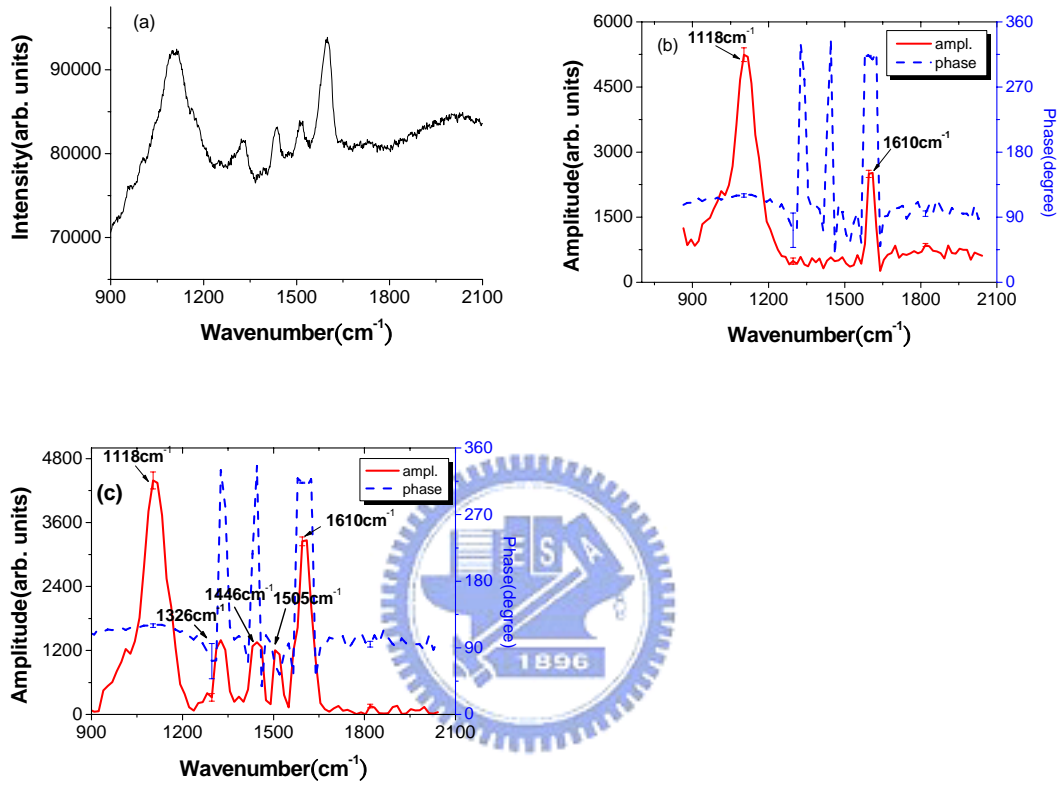 (a)
Intensity(arb. units)
90000
80000
70000
900 1200 1500 1800 2100
Wavenumber(cm-1)
(b)
1118cm-1
ampl.
phase
1610cm-1
Amplitude(arb. units)
6000
4500
3000
1500
0
360
270
180
90
0
Phase(degree)
900 1200 1500 1800 2100
Wavenumber(cm-1)
(c)
1118cm-1
ampl.
phase
1610cm-1
1446cm-1
1505cm-1
1326cm-1
Amplitude(arb. units)
4800
3600
2400
1200
0
360
270
180
90
0
Phase(degree)
900 1200 1500 1800 2100
Wavenumber(cm-1)
E S A
1896